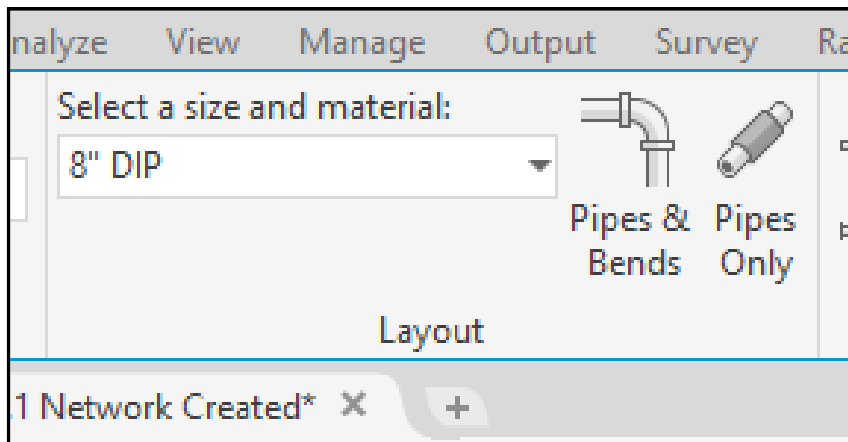 nalyze View Manage Output Survey Ra
Select a size and material:
8" DIP
Pipes & Bends
Pipes Only
Layout
.1 Network Created*